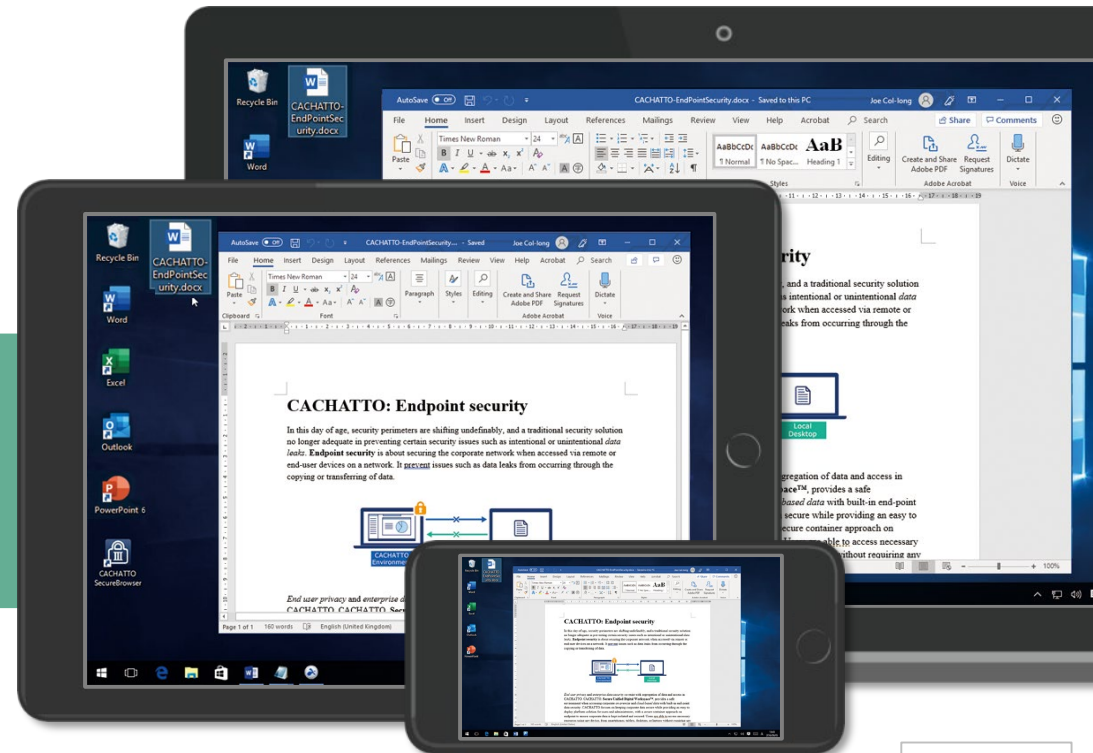 Recycle Bin
CACHATTO-
EndPointSec
urity.docx
Word
AutoSave Off
CACHATTO-EndPointSecurity.docx - Saved to this PC
Joe Col-long
File Home Insert Design Layout References Mailings Review View Help Acrobat Search Share Comments
Paste
Times New Roman 24
AaBbCcDc AaBbCcDc AaB
¶ Normal ¶ No Spac... Heading 1
Styles
Editing
Create and Share Adobe PDF
Request Signatures
Adobe Acrobat
Dictate
Voice
rity
, and a traditional security solution
s intentional or unintentional data
ork when accessed via remote or
eaks from occurring through the
Local
Desktop
gregation of data and access in
pace™, provides a safe
based data with built-in end-point
secure while providing an easy to
ecure container approach on
able to access necessary
ithout requiring any
100%
Recycle Bin
CACHATTO-
EndPointSec
urity.docx
Word
Excel
Outlook
PowerPoint 6
CACHATTO
SecureBrowser
AutoSave Off
CACHATTO-EndPointSecurity... - Saved
Joe Col-long
File Home Insert Design Layout References Mailings Review View Help Acrobat Search
Paste
Clipboard
Times New Roman 24
Font
Paragraph
Styles
Editing
Create and Share Adobe PDF
Request Signatures
Adobe Acrobat
Dictate
Voice
CACHATTO: Endpoint security
In this day of age, security perimeters are shifting undefinably, and a traditional security solution
no longer adequate in preventing certain security issues such as intentional or unintentional data
leaks. Endpoint security is about securing the corporate network when accessed via remote or
end-user devices on a network. It prevent issues such as data leaks from occurring through the
copying or transferring of data.
CACHATTO
Environment
End user privacy and enterprise d
CACHATTO. CACHATTO Secu
Page 1 of 1 160 words English (United Kingdom)
CACHATTO: Endpoint security